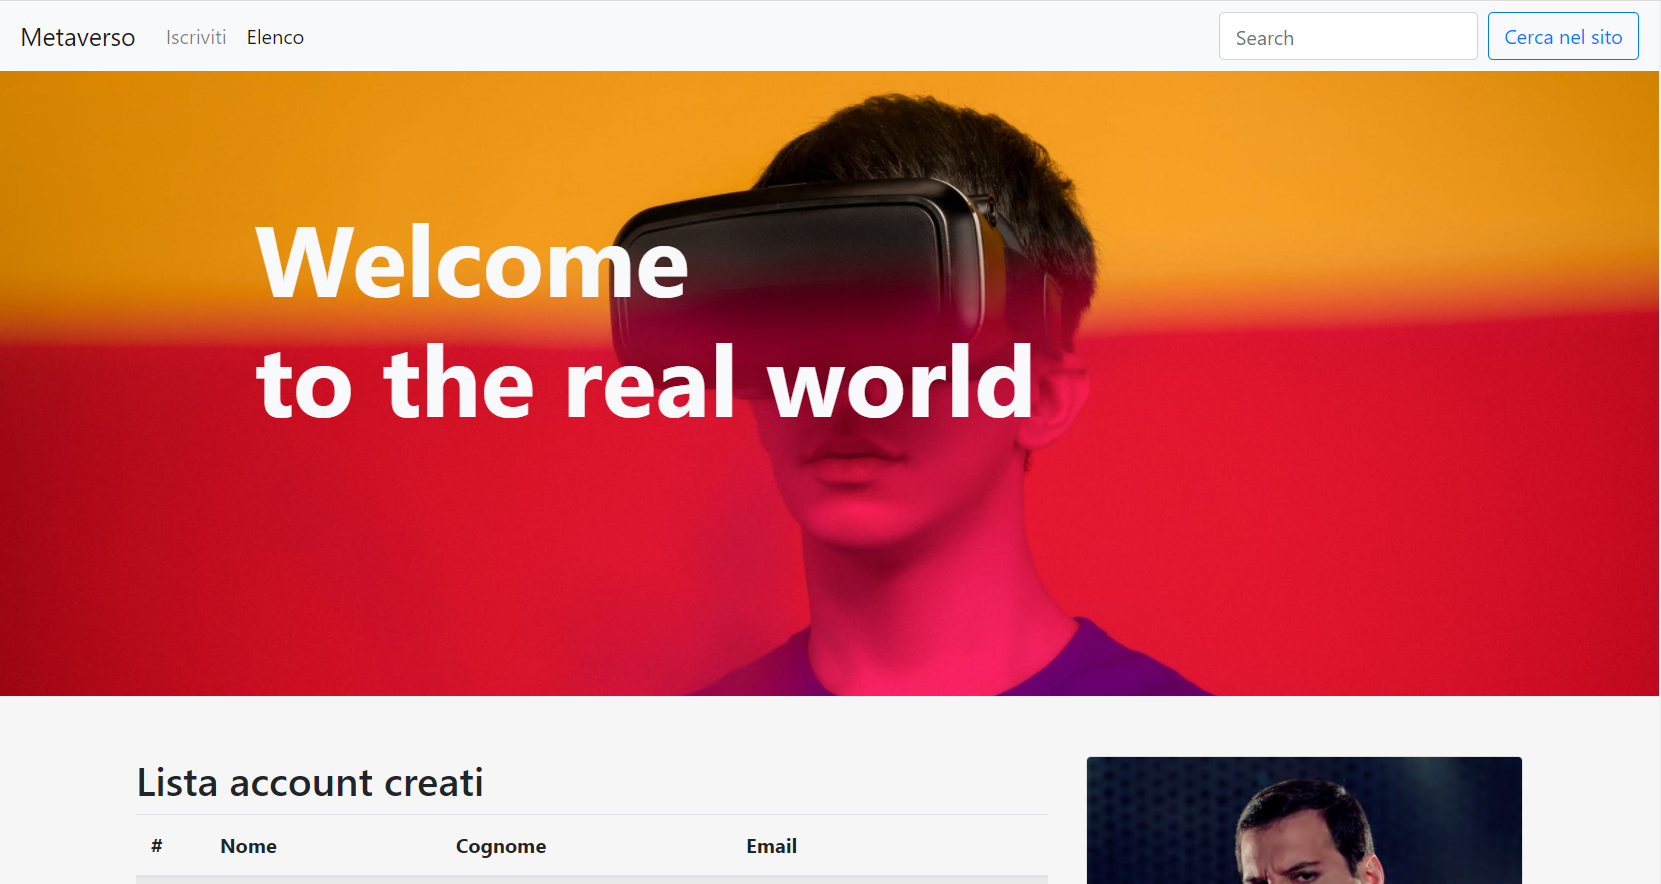 Metaverso Iscriviti Elenco Search Cerca nel sito
Welcome
to the real world
Lista account creati
# Nome Cognome Email